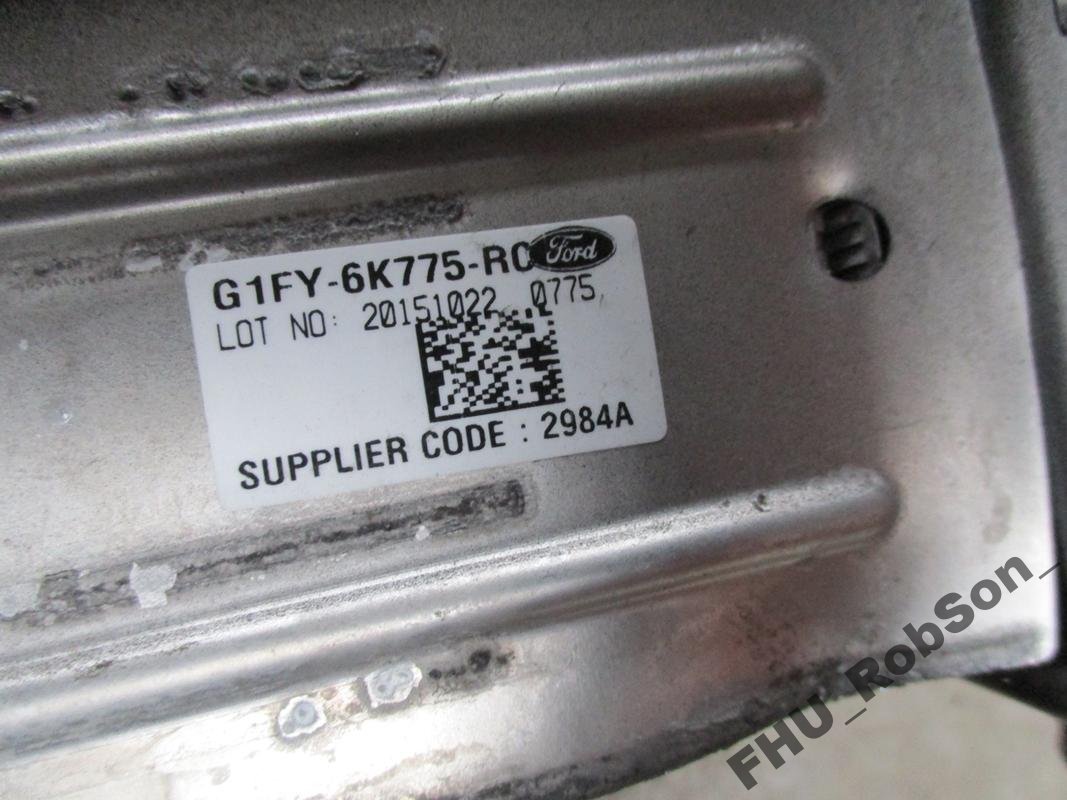 G1FY-6K775-RC Ford
LOT NO: 20151022 0775,
SUPPLIER CODE : 2984A
FHU_RobSon_